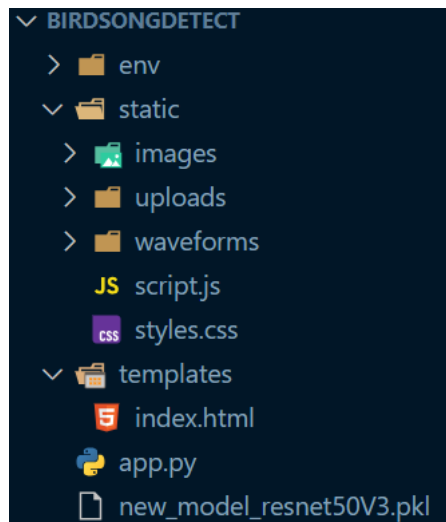 BIRDSONGDETECT
env
static
images
uploads
waveforms
JS script.js
css styles.css
templates
5 index.html
app.py
new_model_resnet50V3.pkl